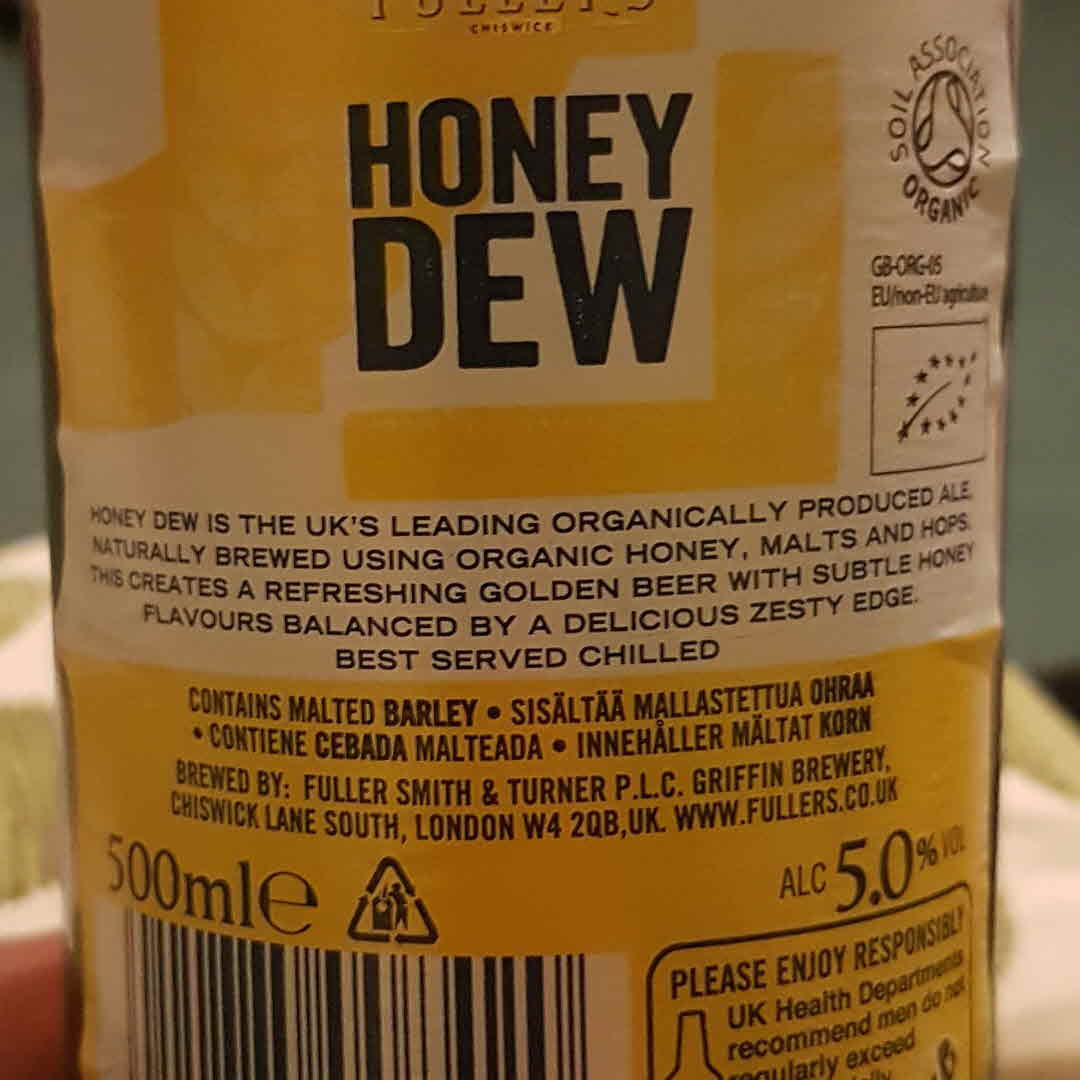 FULLER'S
CHISWICK
HONEY
DEW
SOIL ASSOCIATION
ORGANIC
GB-ORG-05
EU/non-EU agriculture
HONEY DEW IS THE UK'S LEADING ORGANICALLY PRODUCED ALE,
NATURALLY BREWED USING ORGANIC HONEY, MALTS AND HOPS.
THIS CREATES A REFRESHING GOLDEN BEER WITH SUBTLE HONEY
FLAVOURS BALANCED BY A DELICIOUS ZESTY EDGE.
BEST SERVED CHILLED
CONTAINS MALTED BARLEY • SISÄLTÄÄ MALLASTETTUA OHRAA
• CONTIENE CEBADA MALTEADA • INNEHÅLLER MÄLTAT KORN
BREWED BY: FULLER SMITH & TURNER P.L.C. GRIFFIN BREWERY,
CHISWICK LANE SOUTH, LONDON W4 2QB,UK. WWW.FULLERS.CO.UK
500ml℮
ALC 5.0% VOL
PLEASE ENJOY RESPONSIBLY
UK Health Departments
recommend men do not
regularly exceed